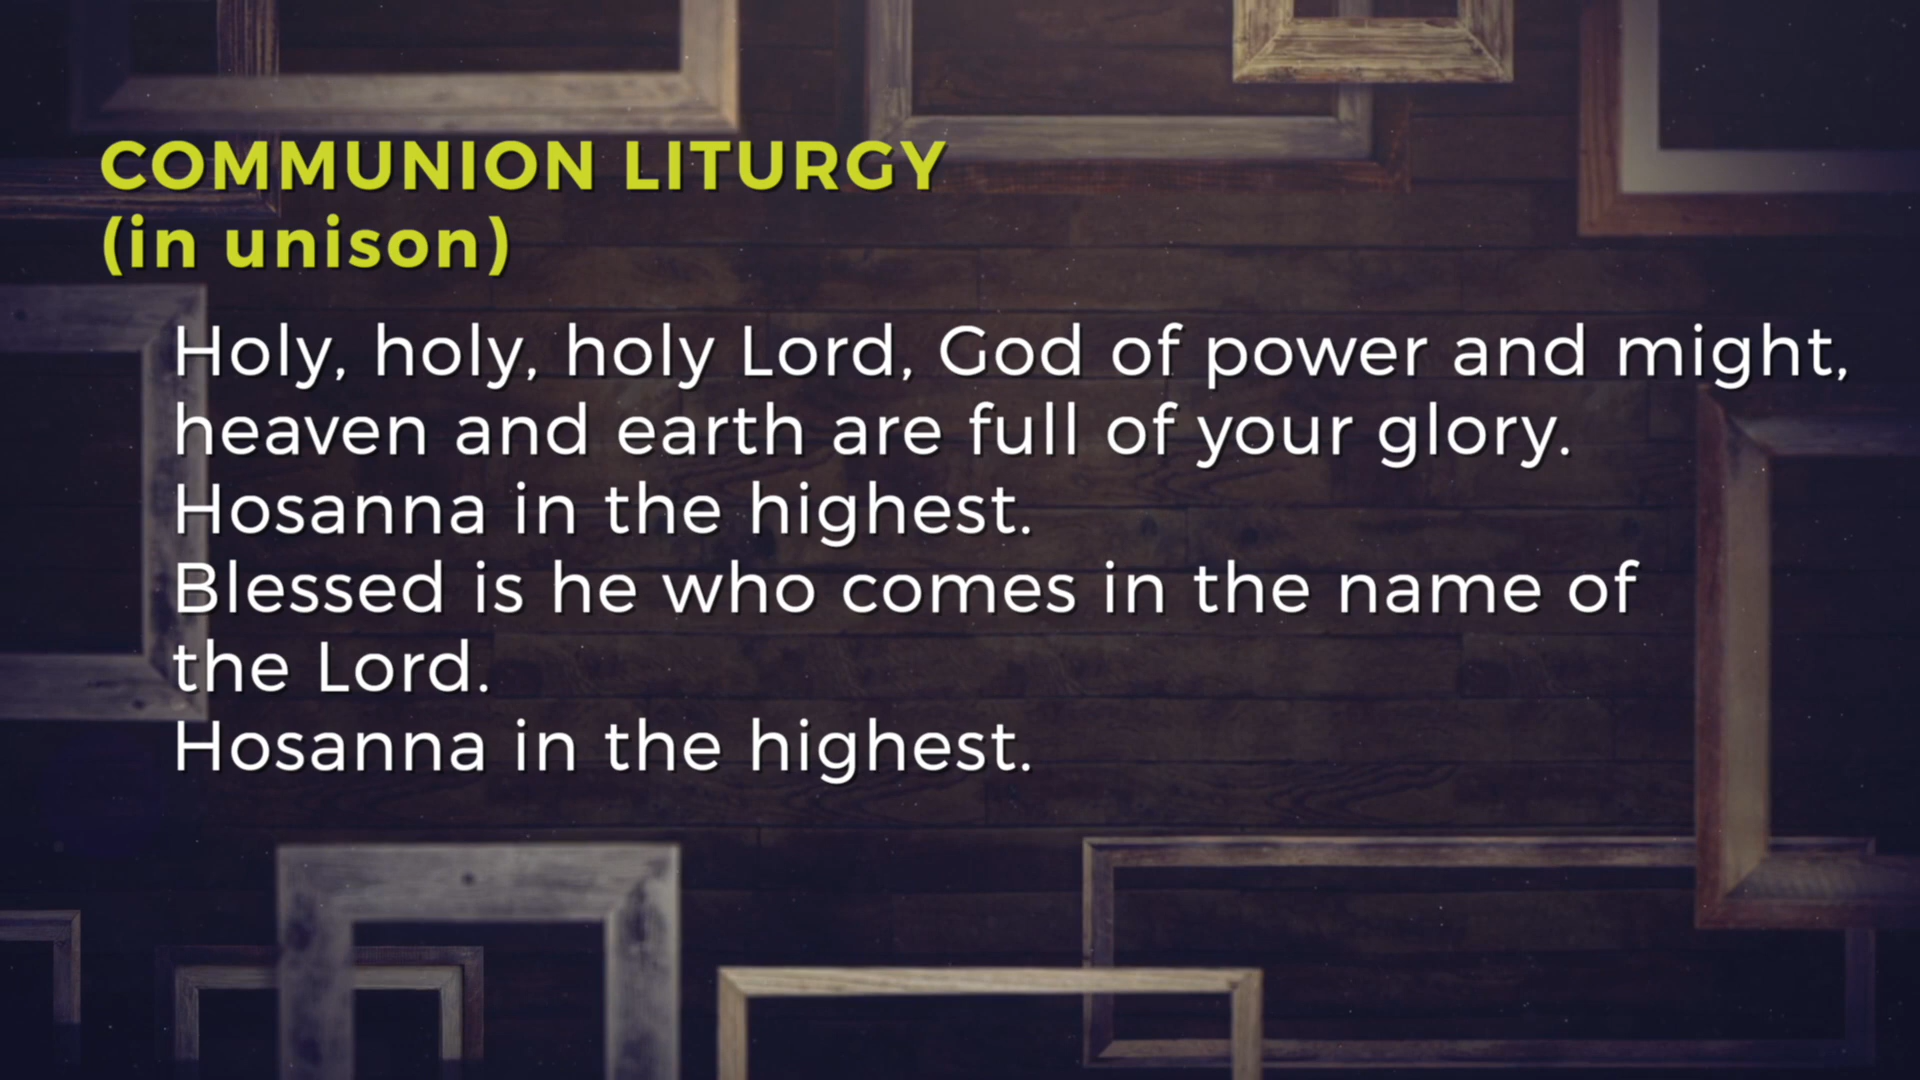 COMMUNION LITURGY
(in unison)
Holy, holy, holy Lord, God of power and might,
heaven and earth are full of your glory.
Hosanna in the highest.
Blessed is he who comes in the name of
the Lord.
Hosanna in the highest.